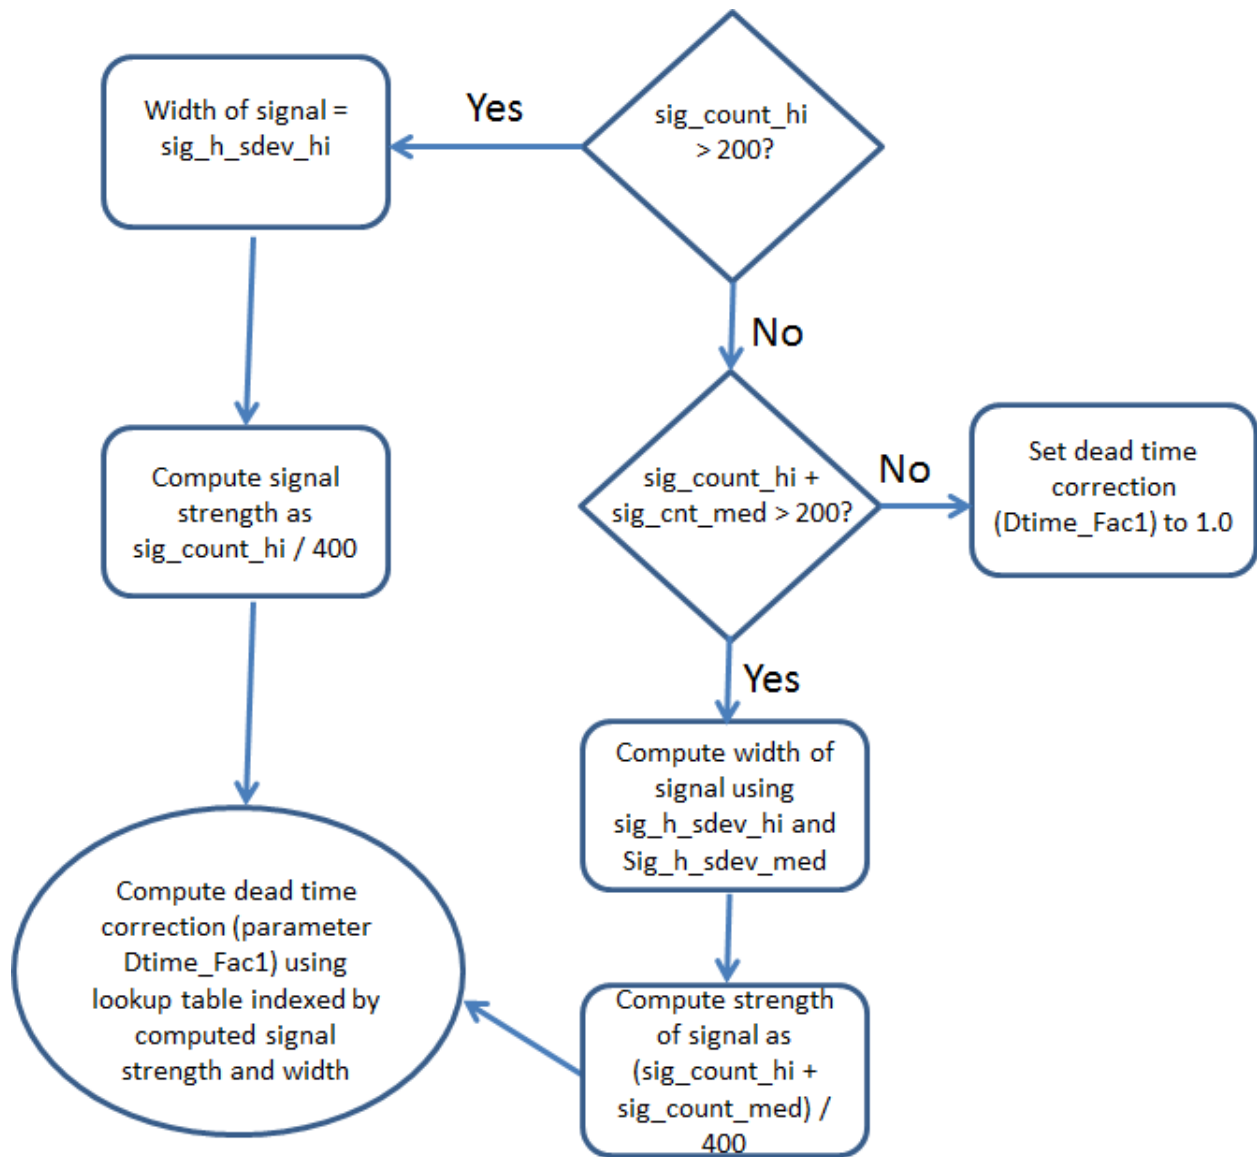 sig_count_hi
> 200?
Yes
Width of signal =
sig_h_sdev_hi
No
Compute signal
strength as
sig_count_hi / 400
sig_count_hi +
sig_cnt_med > 200?
No
Set dead time
correction
(Dtime_Fac1) to 1.0
Yes
Compute width of
signal using
sig_h_sdev_hi and
Sig_h_sdev_med
Compute strength
of signal as
(sig_count_hi +
sig_count_med) /
400
Compute dead time
correction (parameter
Dtime_Fac1) using
lookup table indexed by
computed signal
strength and width